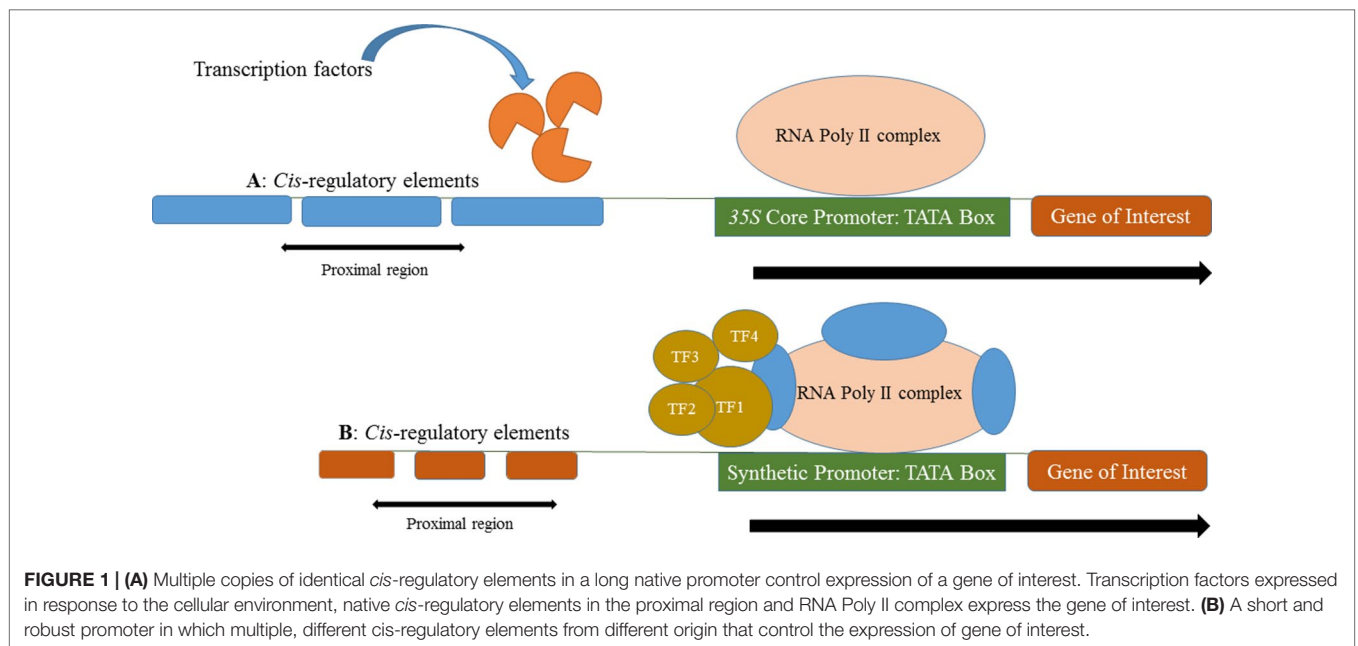 Transcription factors
RNA Poly II complex
A: Cis-regulatory elements
35S Core Promoter: TATA Box
Gene of Interest
Proximal region
TF4
TF3
TF2
TF1
RNA Poly II complex
B: Cis-regulatory elements
Synthetic Promoter: TATA Box
Gene of Interest
Proximal region
FIGURE 1 | (A) Multiple copies of identical cis-regulatory elements in a long native promoter control expression of a gene of interest. Transcription factors expressed
in response to the cellular environment, native cis-regulatory elements in the proximal region and RNA Poly II complex express the gene of interest. (B) A short and
robust promoter in which multiple, different cis-regulatory elements from different origin that control the expression of gene of interest.